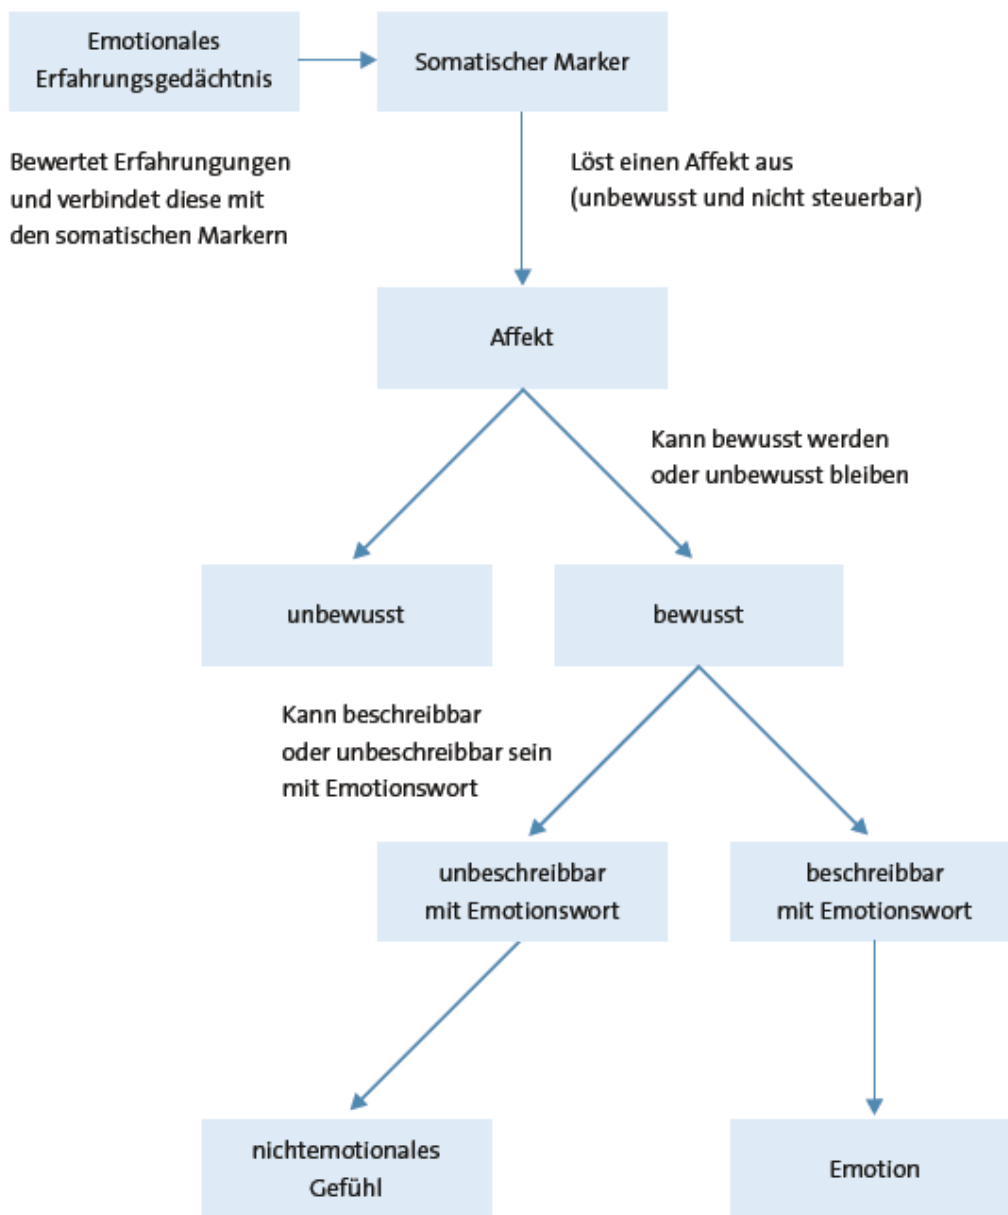 Emotionales
Erfahrungsgedächtnis
Somatischer Marker
Bewertet Erfahrungungen
und verbindet diese mit
den somatischen Markern
Löst einen Affekt aus
(unbewusst und nicht steuerbar)
Affekt
Kann bewusst werden
oder unbewusst bleiben
unbewusst
bewusst
Kann beschreibbar
oder unbeschreibbar sein
mit Emotionswort
unbeschreibbar
mit Emotionswort
beschreibbar
mit Emotionswort
nichtemotionales
Gefühl
Emotion